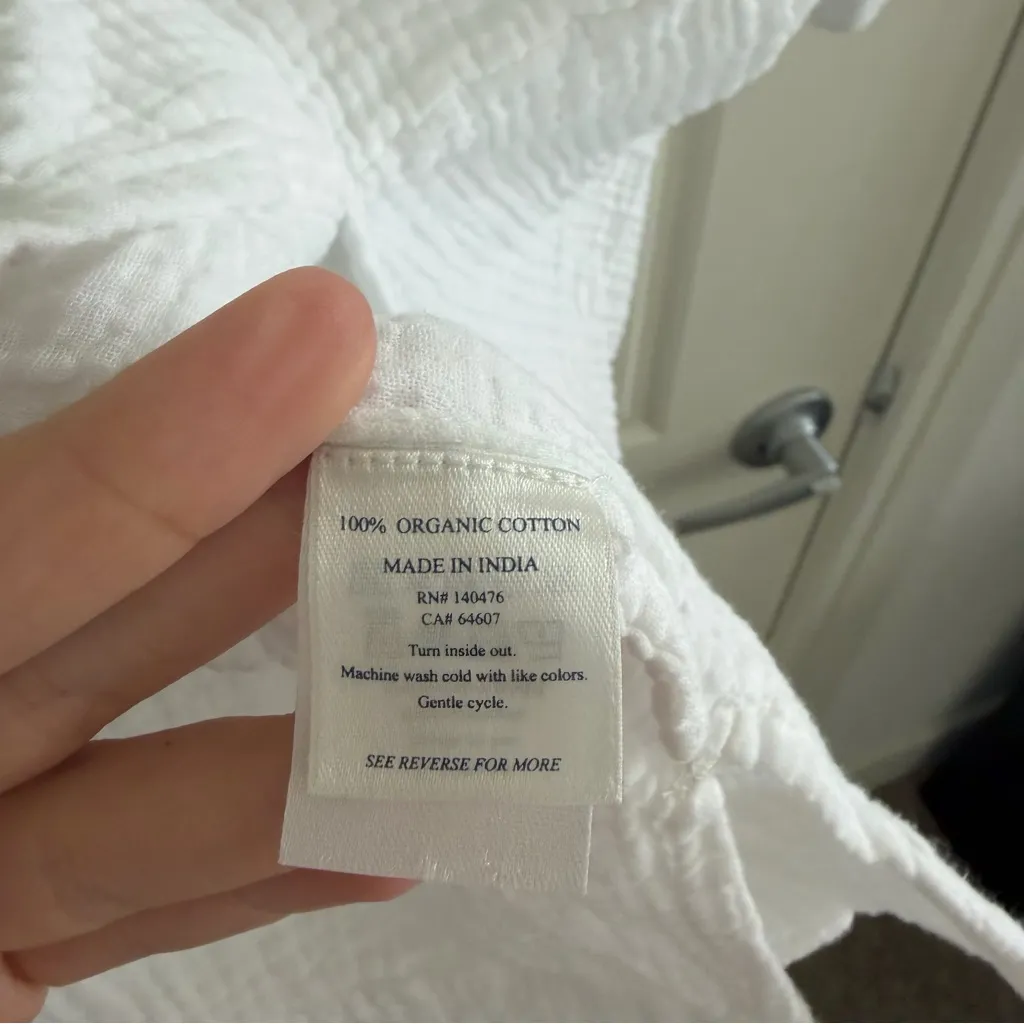 100% ORGANIC COTTON
MADE IN INDIA
RN# 140476
CA# 64607
Turn inside out.
Machine wash cold with like colors.
Gentle cycle.
SEE REVERSE FOR MORE